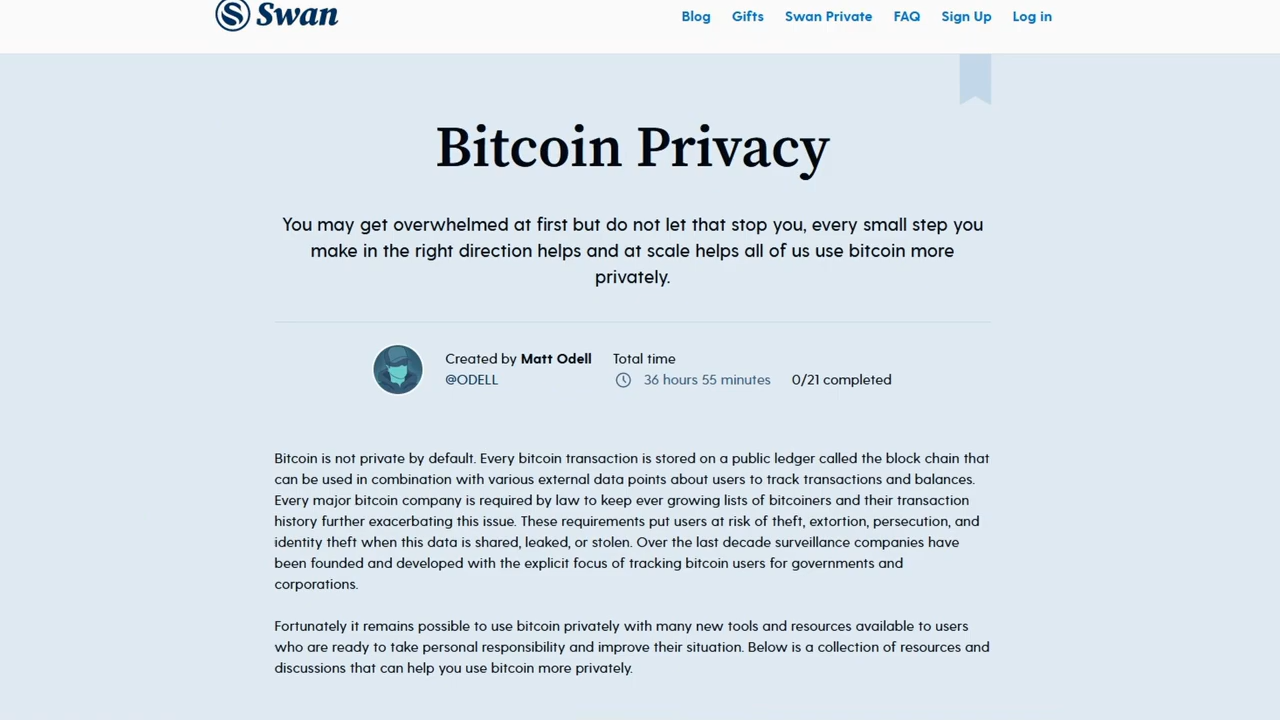 Swan
Blog Gifts Swan Private FAQ Sign Up Log in
Bitcoin Privacy
You may get overwhelmed at first but do not let that stop you, every small step you
make in the right direction helps and at scale helps all of us use bitcoin more
privately.
Created by Matt Odell Total time
@ODELL 36 hours 55 minutes 0/21 completed
Bitcoin is not private by default. Every bitcoin transaction is stored on a public ledger called the block chain that
can be used in combination with various external data points about users to track transactions and balances.
Every major bitcoin company is required by law to keep ever growing lists of bitcoiners and their transaction
history further exacerbating this issue. These requirements put users at risk of theft, extortion, persecution, and
identity theft when this data is shared, leaked, or stolen. Over the last decade surveillance companies have
been founded and developed with the explicit focus of tracking bitcoin users for governments and
corporations.
Fortunately it remains possible to use bitcoin privately with many new tools and resources available to users
who are ready to take personal responsibility and improve their situation. Below is a collection of resources and
discussions that can help you use bitcoin more privately.